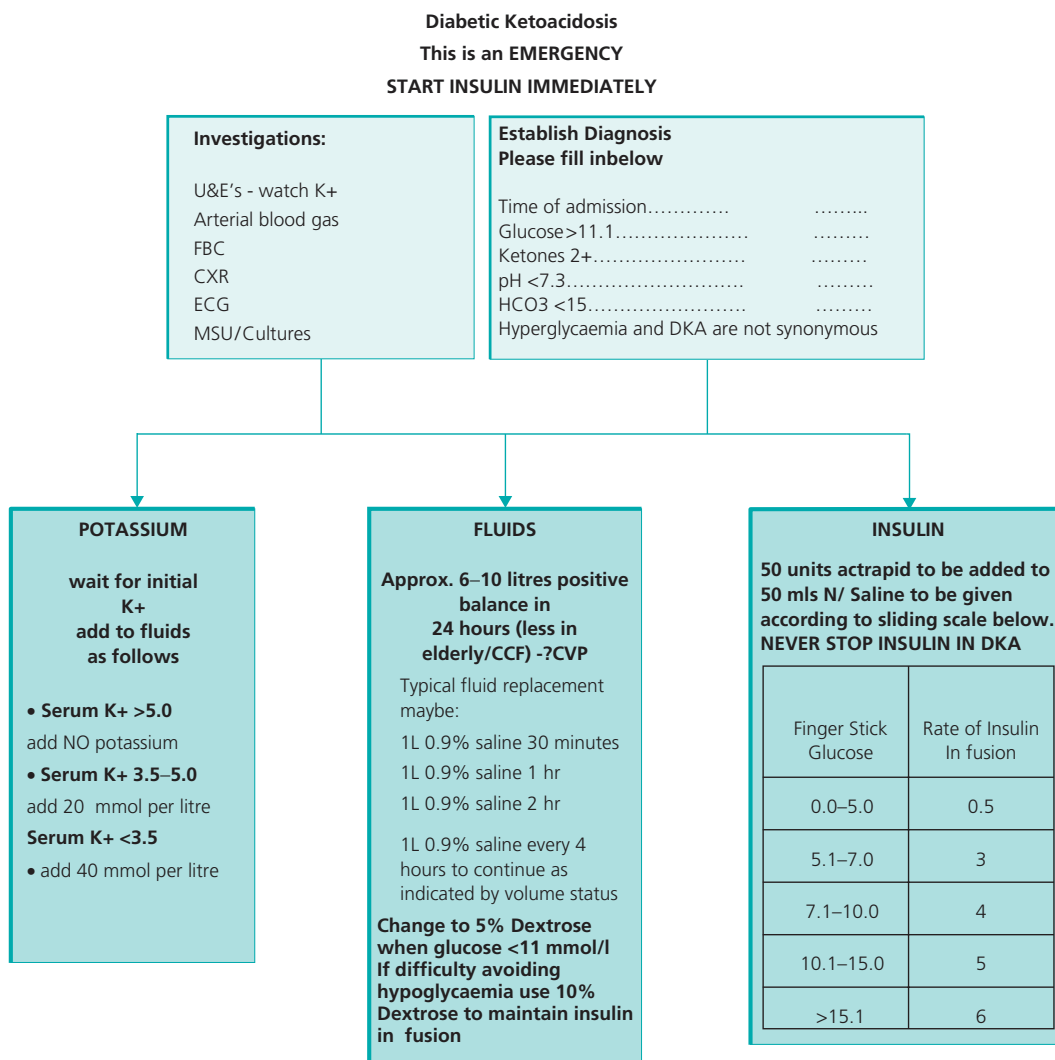 Diabetic Ketoacidosis
This is an EMERGENCY
START INSULIN IMMEDIATELY
Investigations:
U&E's - watch K+
Arterial blood gas
FBC
CXR
ECG
MSU/Cultures
Establish Diagnosis
Please fill inbelow
Time of admission............. .........
Glucose>11.1..................... .........
Ketones 2+........................ .........
pH <7.3............................ .........
HCO3 <15......................... .........
Hyperglycaemia and DKA are not synonymous
POTASSIUM
wait for initial
K+
add to fluids
as follows
• Serum K+ >5.0
add NO potassium
• Serum K+ 3.5–5.0
add 20 mmol per litre
Serum K+ <3.5
• add 40 mmol per litre
FLUIDS
Approx. 6–10 litres positive
balance in
24 hours (less in
elderly/CCF) -?CVP
Typical fluid replacement
maybe:
1L 0.9% saline 30 minutes
1L 0.9% saline 1 hr
1L 0.9% saline 2 hr
1L 0.9% saline every 4
hours to continue as
indicated by volume status
Change to 5% Dextrose
when glucose <11 mmol/l
If difficulty avoiding
hypoglycaemia use 10%
Dextrose to maintain insulin
in fusion
INSULIN
50 units actrapid to be added to
50 mls N/ Saline to be given
according to sliding scale below.
NEVER STOP INSULIN IN DKA
Finger Stick Rate of Insulin
Glucose In fusion
0.0–5.0 0.5
5.1–7.0 3
7.1–10.0 4
10.1–15.0 5
>15.1 6